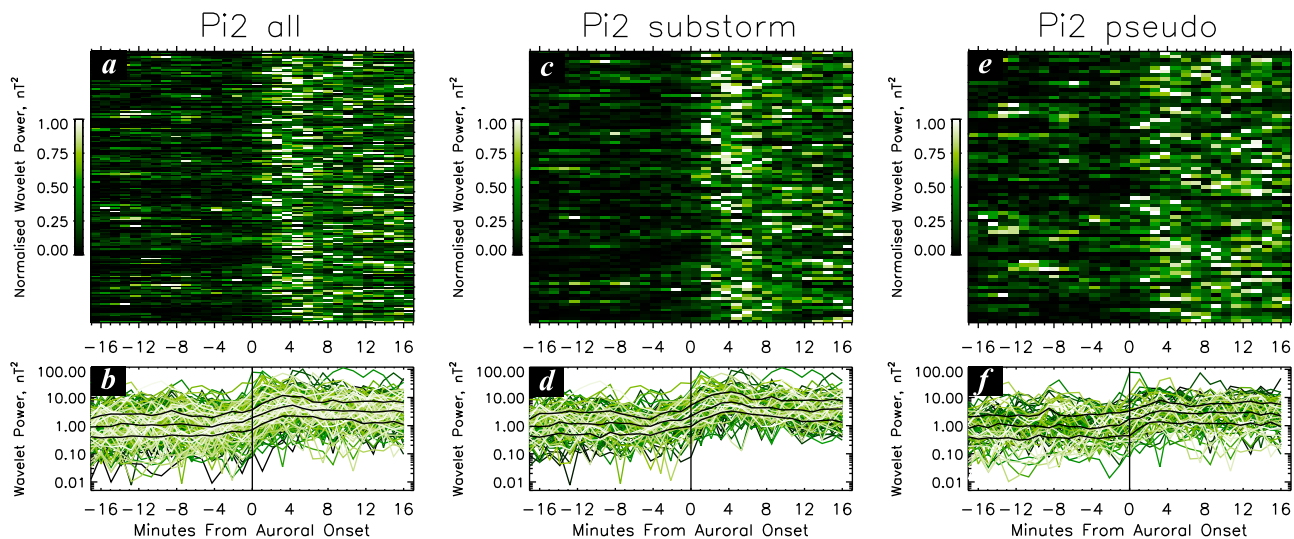 Pi2 all
Pi2 substorm
Pi2 pseudo
a
c
e
Normalised Wavelet Power, nT²
1.00
0.75
0.50
0.25
0.00
Normalised Wavelet Power, nT²
1.00
0.75
0.50
0.25
0.00
Normalised Wavelet Power, nT²
1.00
0.75
0.50
0.25
0.00
-16 -12 -8 -4 0 4 8 12 16
-16 -12 -8 -4 0 4 8 12 16
-16 -12 -8 -4 0 4 8 12 16
b
d
f
Wavelet Power, nT²
100.00
10.00
1.00
0.10
0.01
Wavelet Power, nT²
100.00
10.00
1.00
0.10
0.01
Wavelet Power, nT²
100.00
10.00
1.00
0.10
0.01
-16 -12 -8 -4 0 4 8 12 16
-16 -12 -8 -4 0 4 8 12 16
-16 -12 -8 -4 0 4 8 12 16
Minutes From Auroral Onset
Minutes From Auroral Onset
Minutes From Auroral Onset